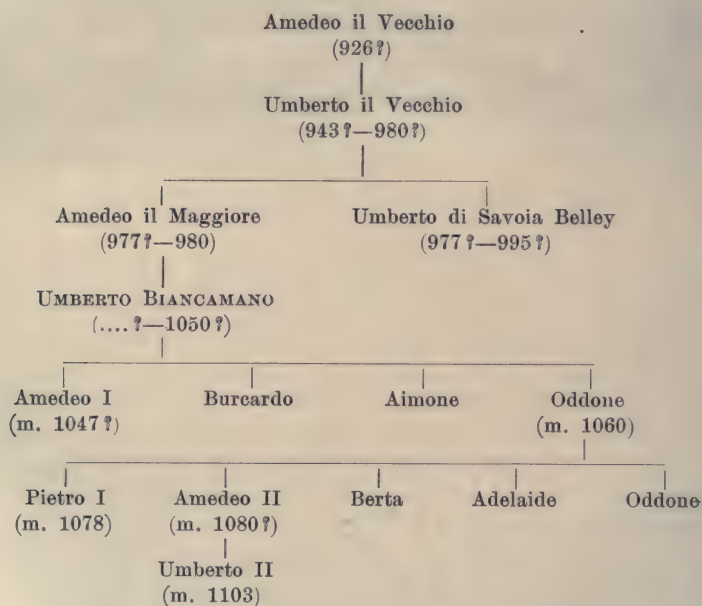 Amedeo il Vecchio
(926?)
Umberto il Vecchio
(943?—980?)
Amedeo il Maggiore Umberto di Savoia Belley
(977?—980) (977?—995?)
UMBERTO BIANCAMANO
(....?—1050?)
Amedeo I Burcardo Aimone Oddone
(m. 1047?) (m. 1060)
Pietro I Amedeo II Berta Adelaide Oddone
(m. 1078) (m. 1080?)
Umberto II
(m. 1103)